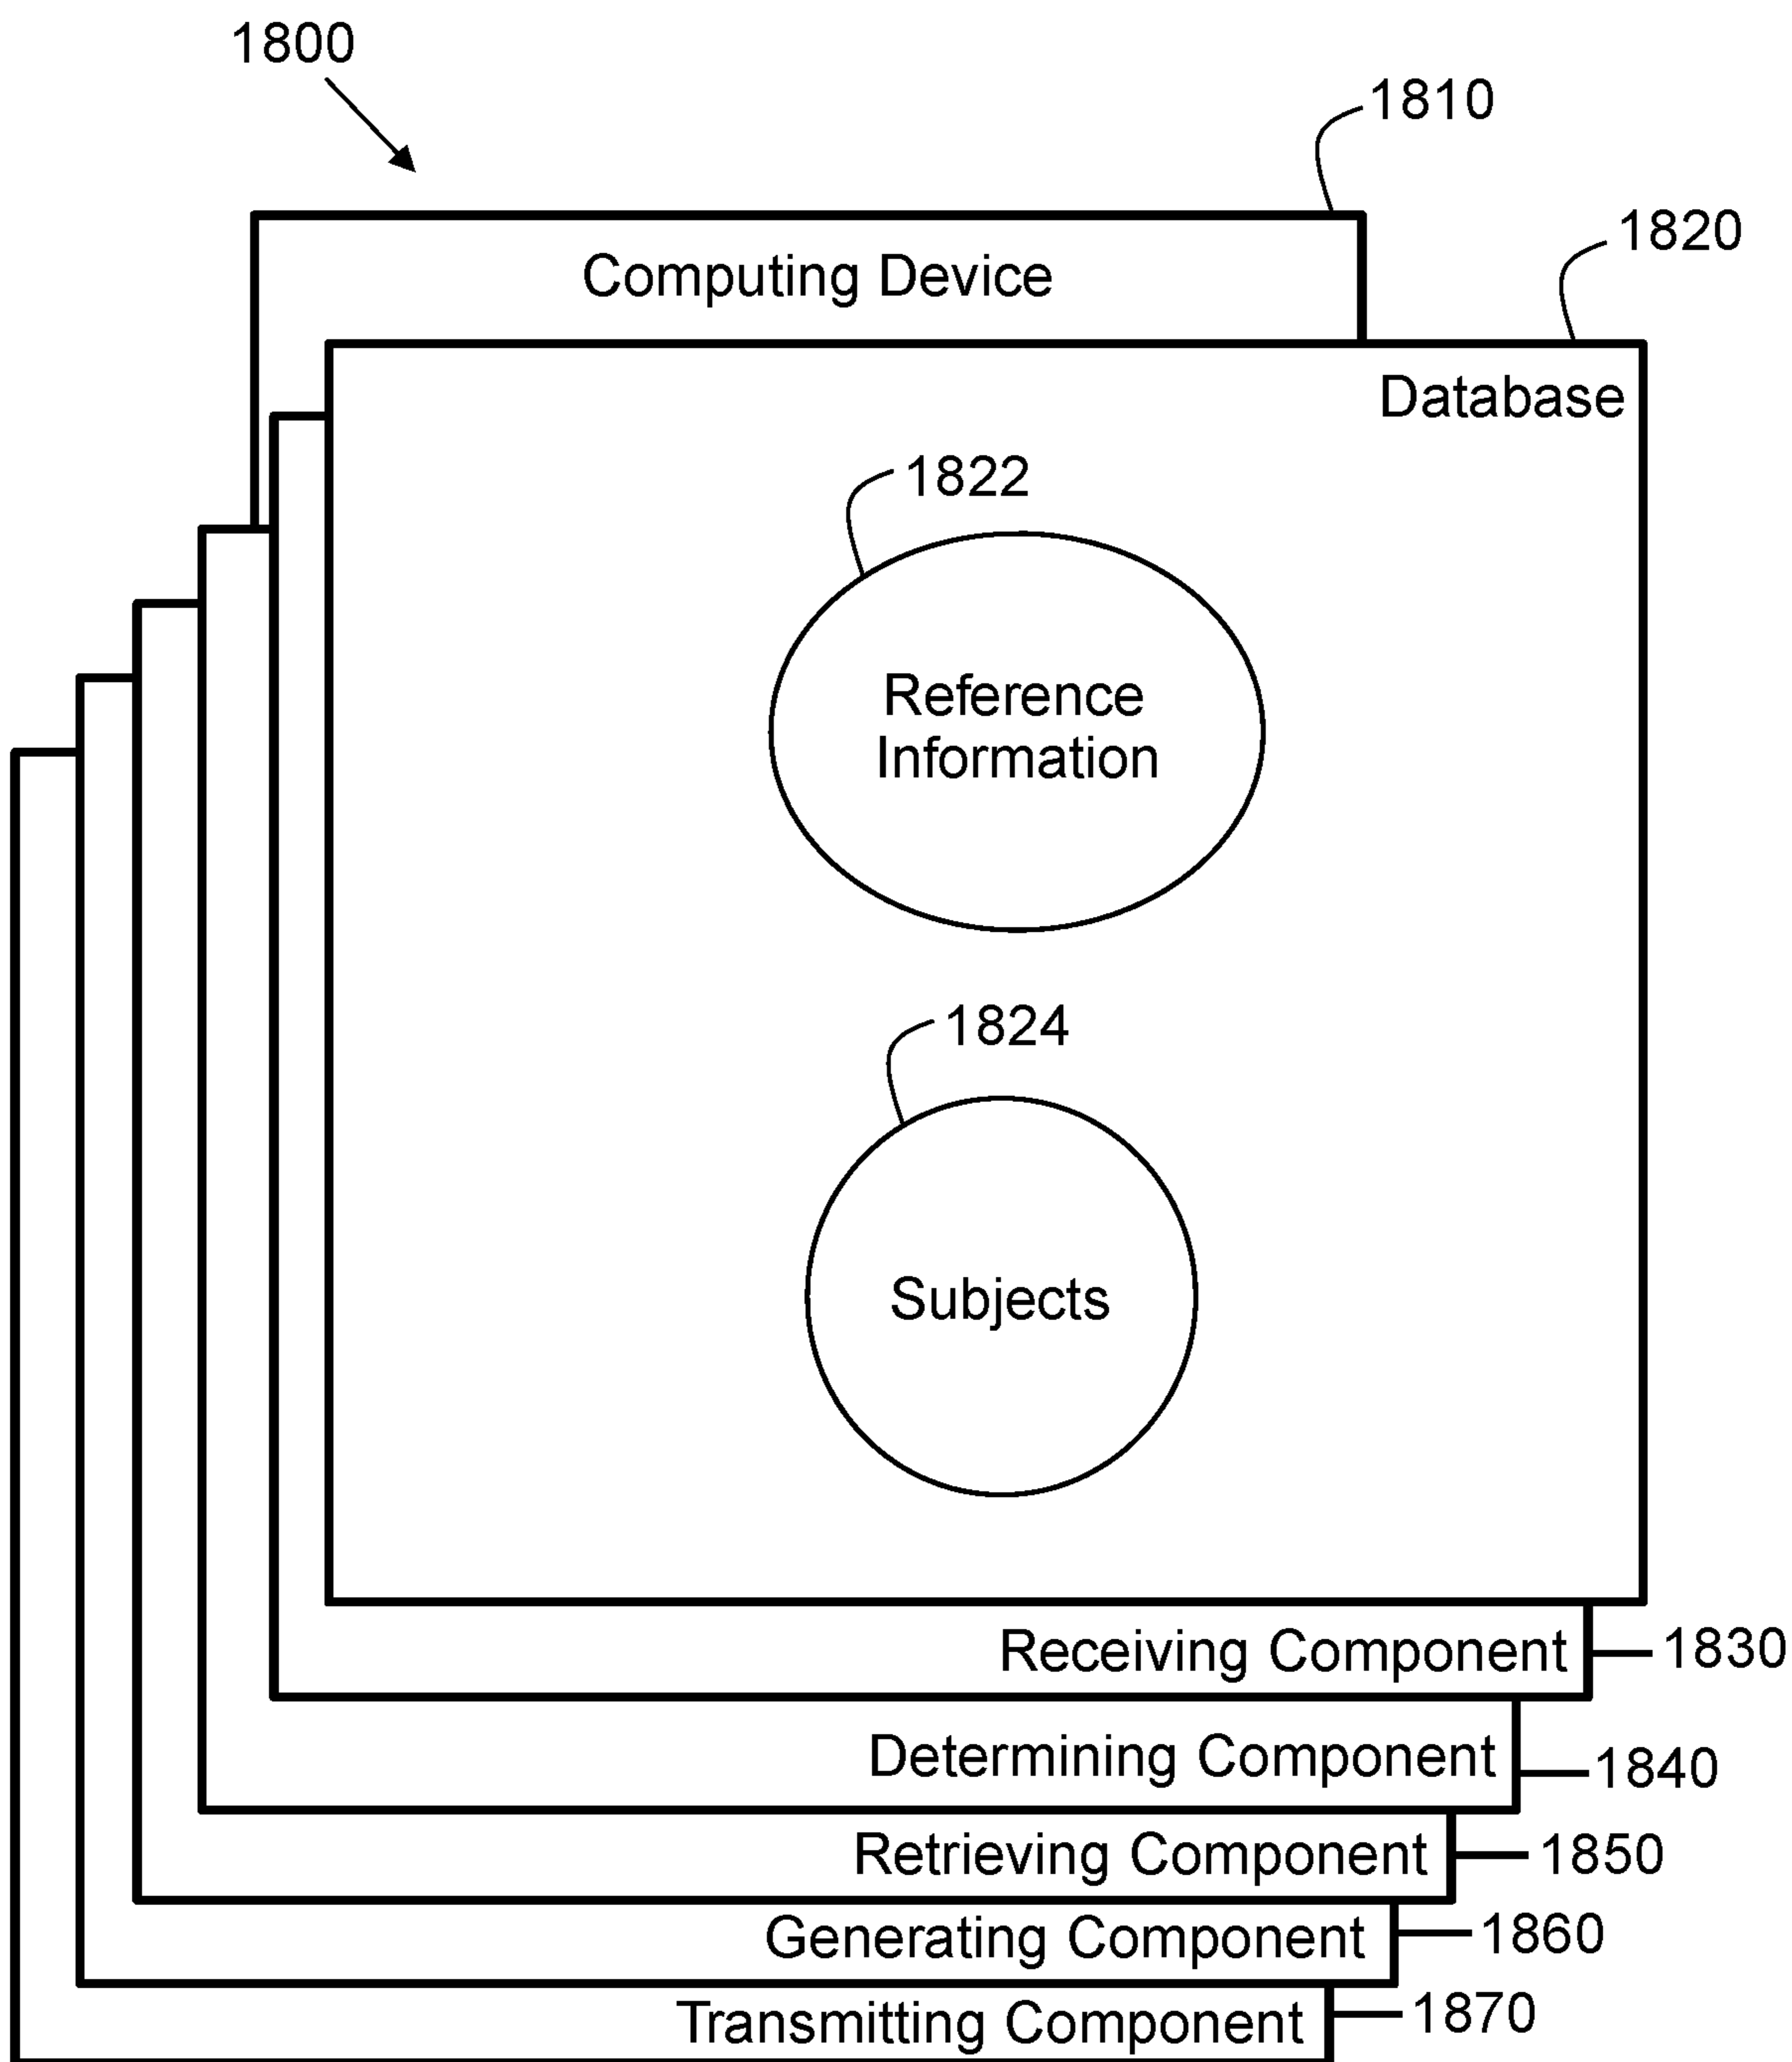 1800
1810
Computing Device
1820
Database
1822
Reference
Information
1824
Subjects
Receiving Component
1830
Determining Component
1840
Retrieving Component
1850
Generating Component
1860
Transmitting Component
1870